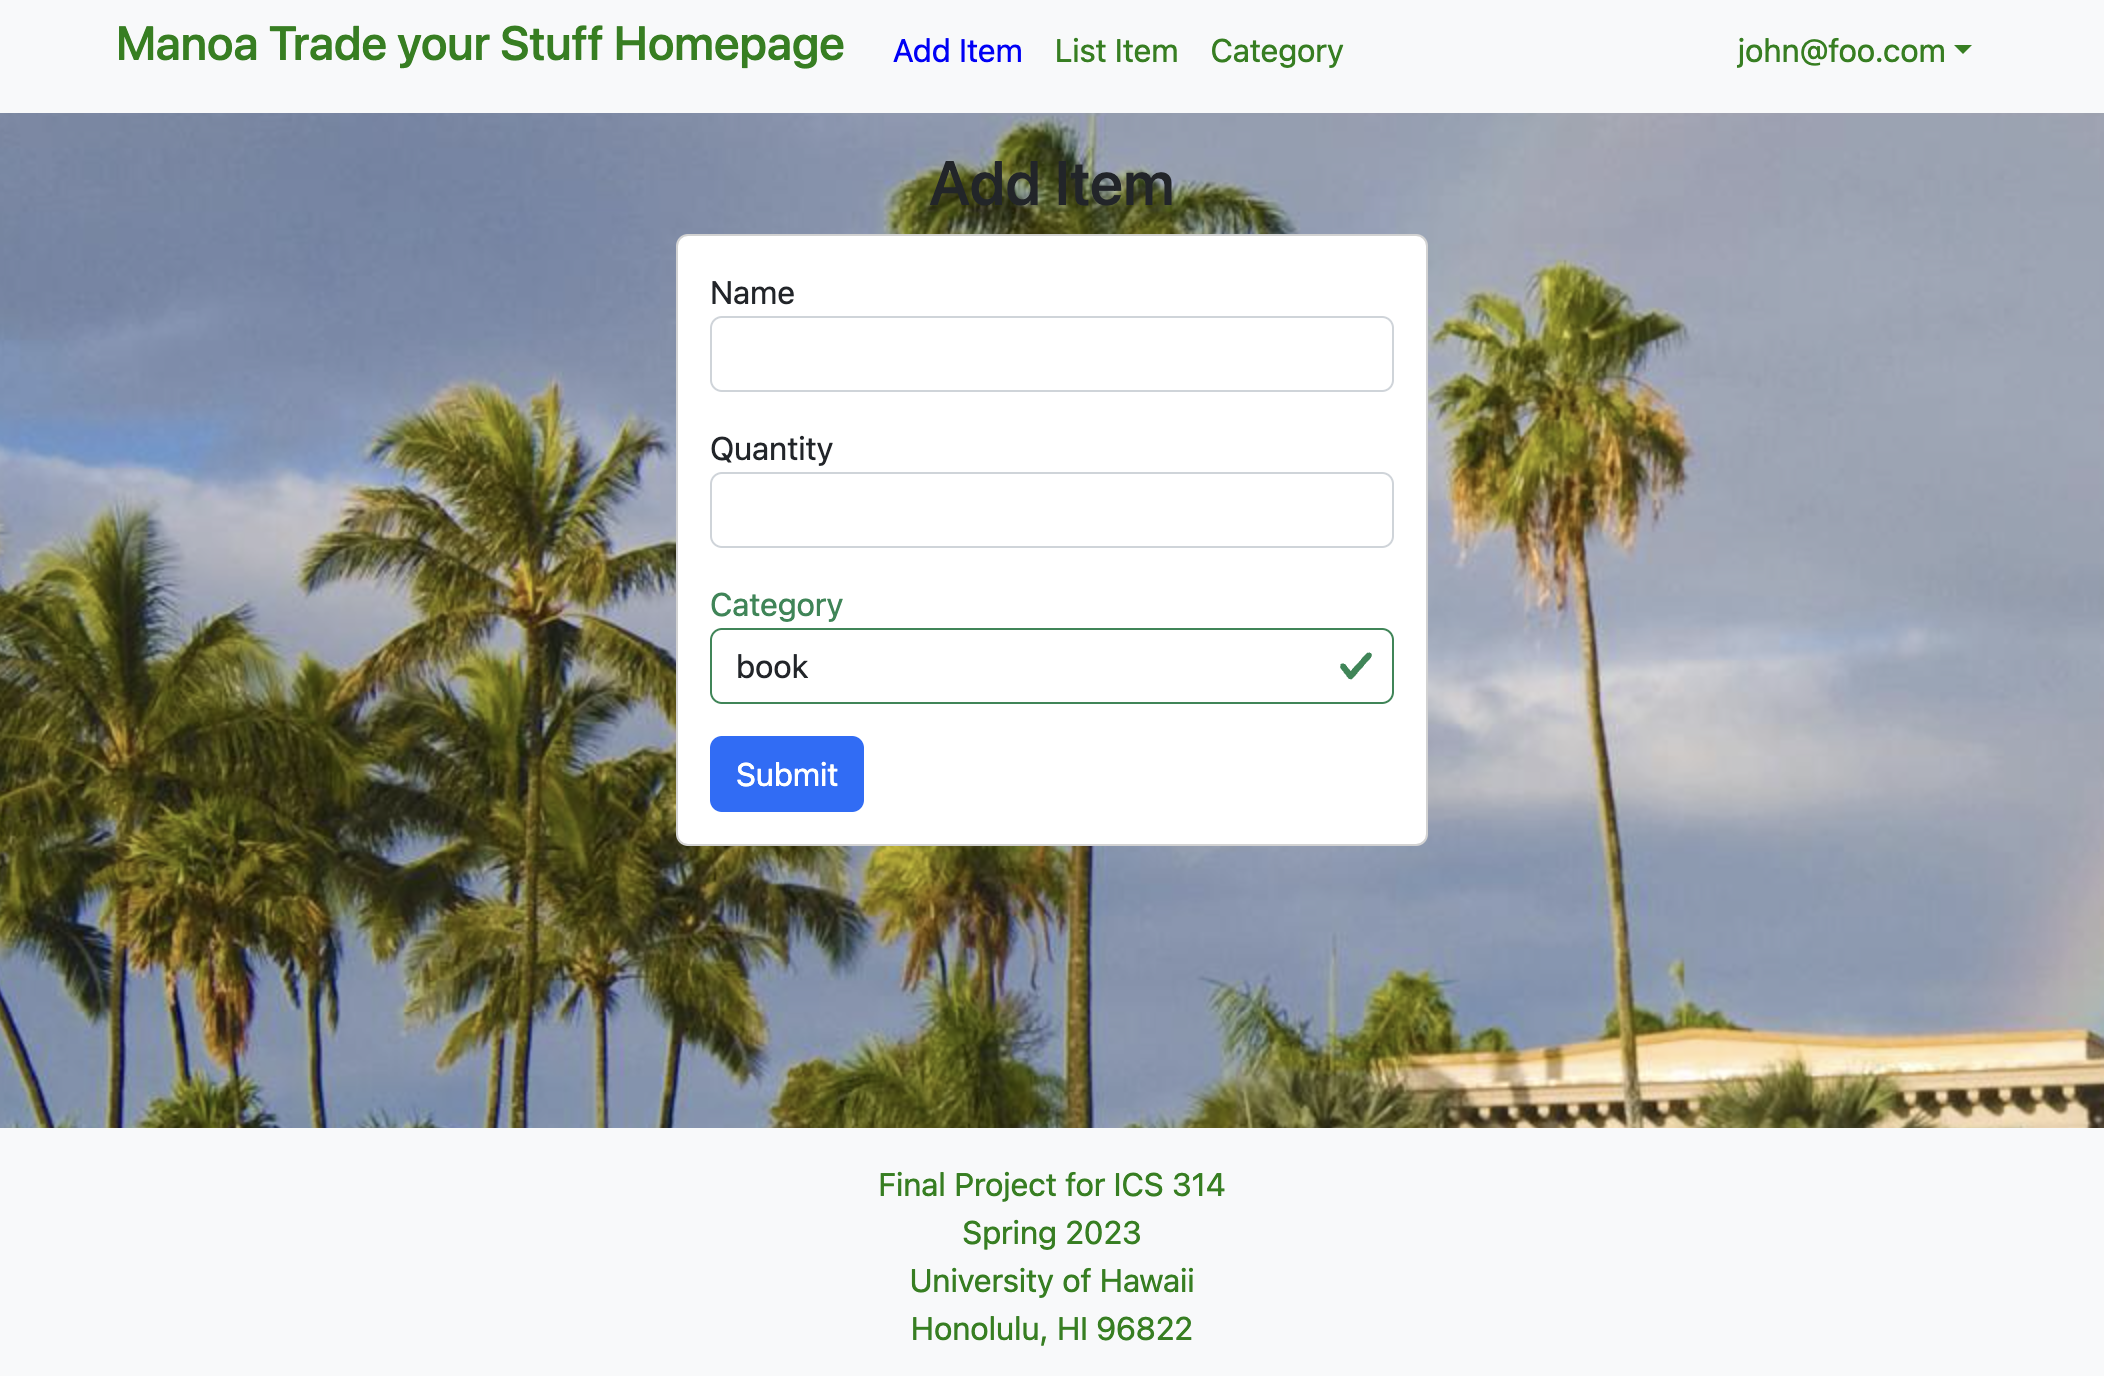 Manoa Trade your Stuff Homepage Add Item List Item Category john@foo.com
Add Item
Name
Quantity
Category
book
Submit
Final Project for ICS 314
Spring 2023
University of Hawaii
Honolulu, HI 96822